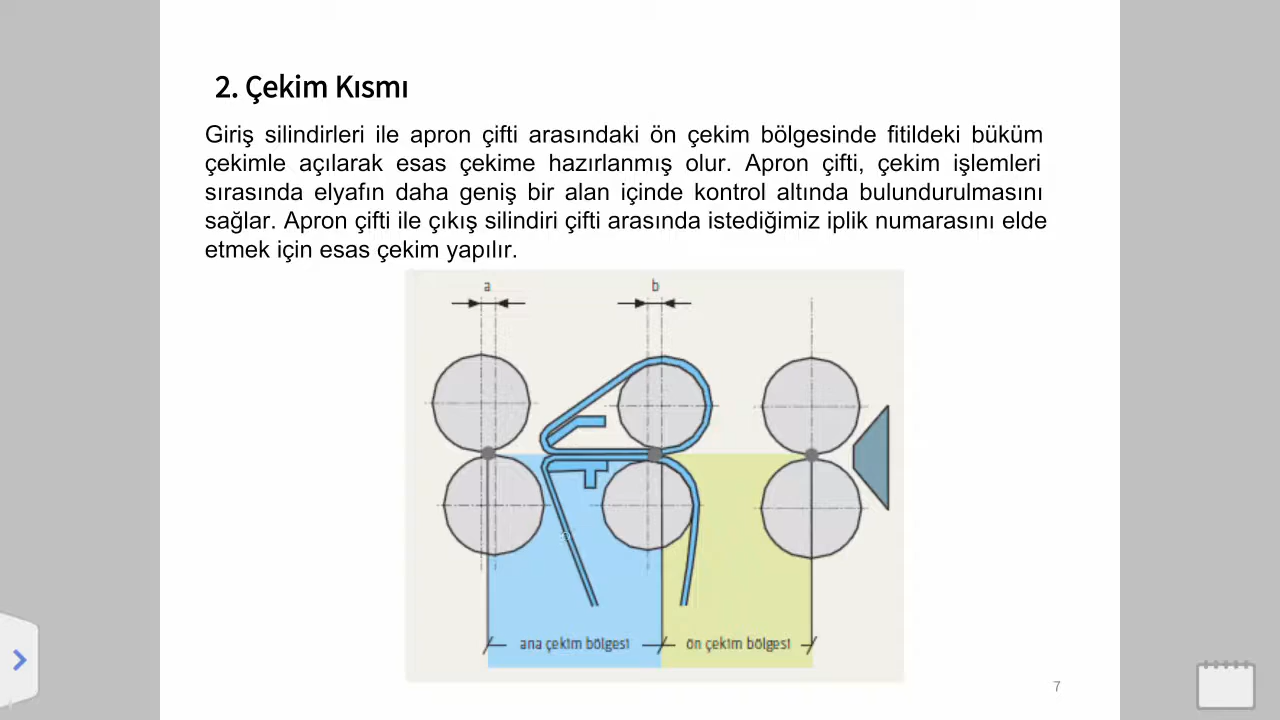 2. Çekim Kısmı
Giriş silindirleri ile apron çifti arasındaki ön çekim bölgesinde fitildeki büküm
çekimle açılarak esas çekime hazırlanmış olur. Apron çifti, çekim işlemleri
sırasında elyafın daha geniş bir alan içinde kontrol altında bulundurulmasını
sağlar. Apron çifti ile çıkış silindiri çifti arasında istediğimiz iplik numarasını elde
etmek için esas çekim yapılır.
a
b
ana çekim bölgesi
ön çekim bölgesi
7